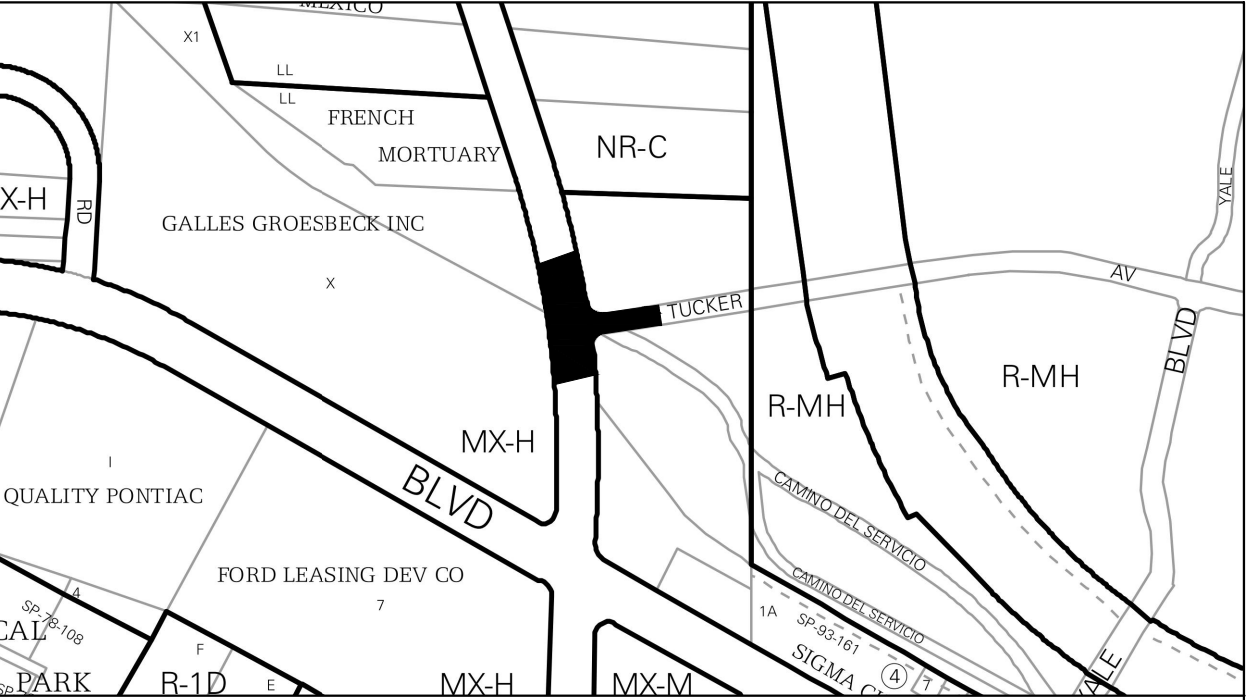 MEXICO
X1
LL
LL
FRENCH
MORTUARY
NR-C
YALE
X-H
RD
GALLES GROESBECK INC
X
AV
TUCKER
BLVD
R-MH
R-MH
MX-H
I
QUALITY PONTIAC
BLVD
CAMINO DEL SERVICIO
FORD LEASING DEV CO
7
CAMINO DEL SERVICIO
4
SP-78-108
CAL
1A
SP-93-161
F
SIGMA C
4
7
PARK
R-1D
E
MX-H
MX-M
YALE
SP